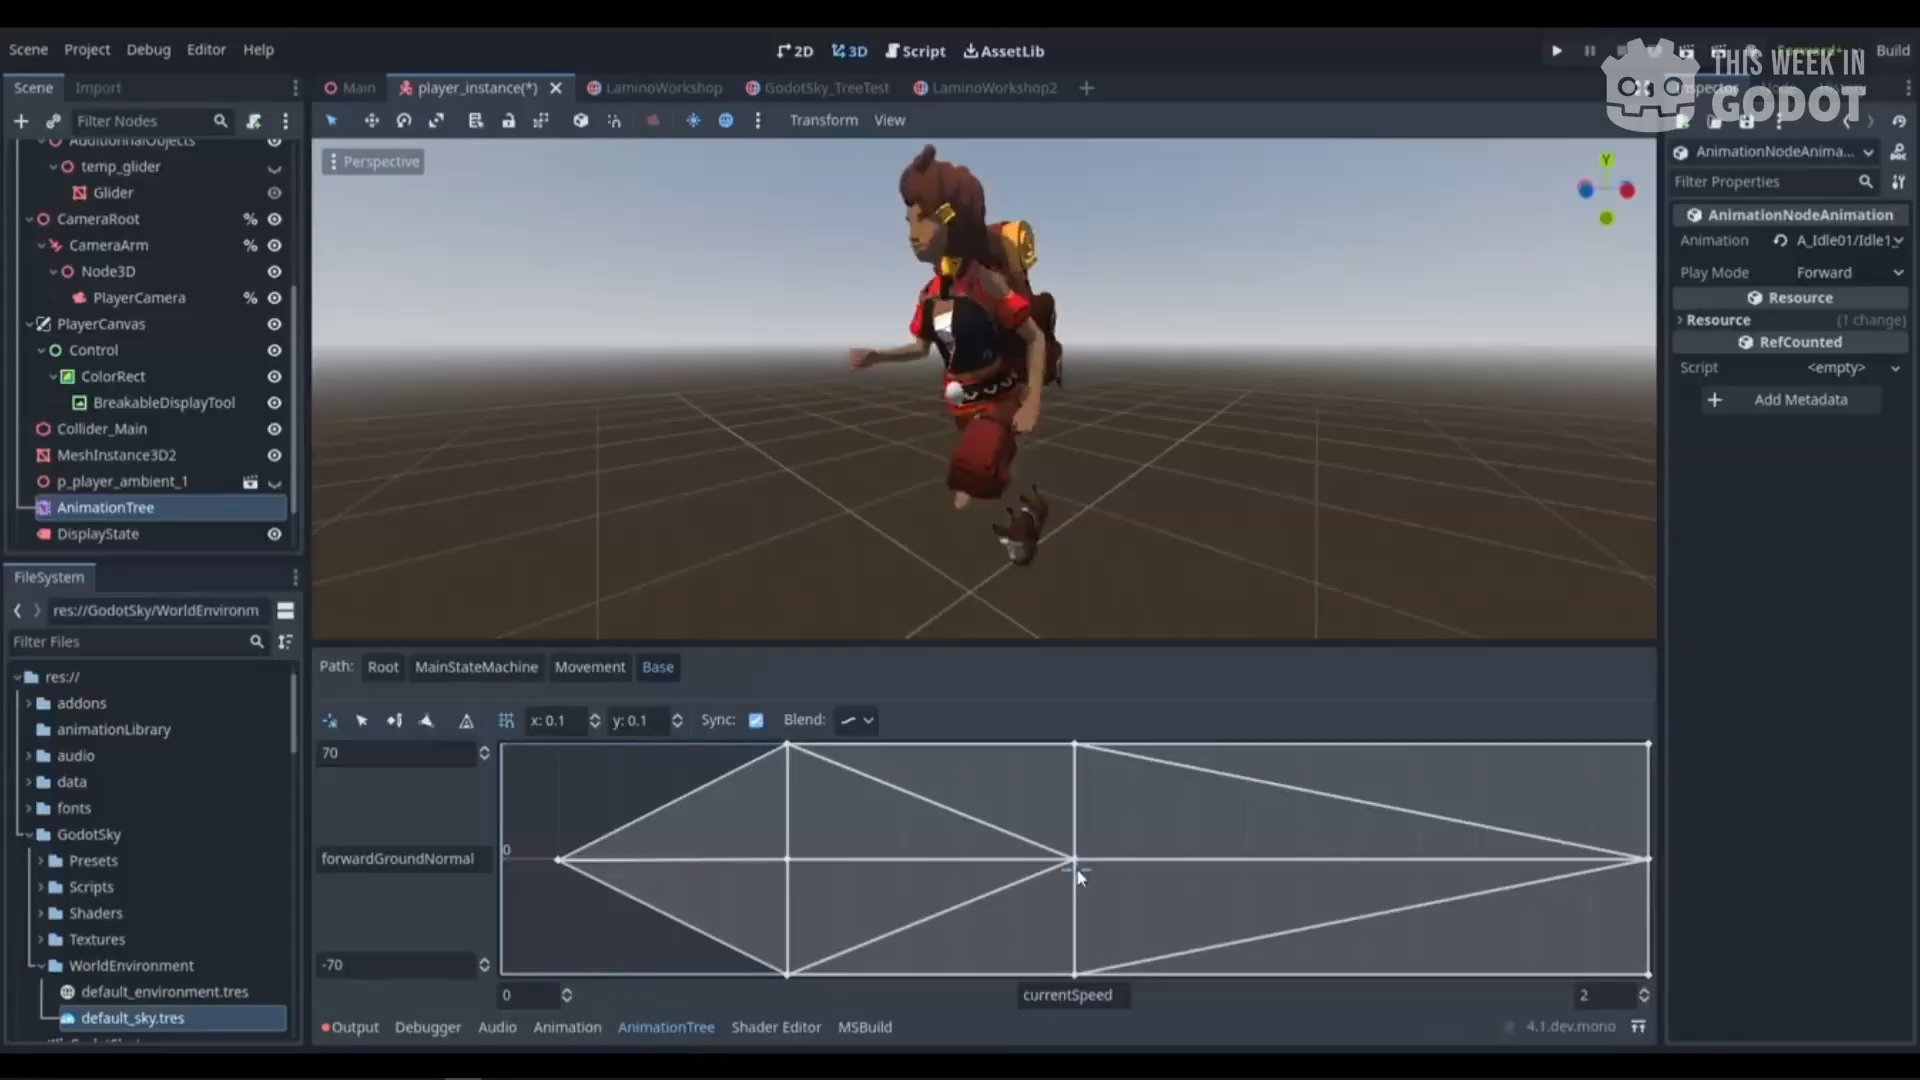 Scene Project Debug Editor Help
2D 3D Script AssetLib
Build
THIS WEEK IN
GODOT
Scene Import
Main player_instance(*) LaminoWorkshop GodotSky_TreeTest LaminoWorkshop2
Inspector
Filter Nodes
Transform View
AdditionnalObjects
temp_glider
Glider
CameraRoot
CameraArm
Node3D
PlayerCamera
PlayerCanvas
Control
ColorRect
BreakableDisplayTool
Collider_Main
MeshInstance3D2
p_player_ambient_1
AnimationTree
DisplayState
Perspective
Y
AnimationNodeAnima...
Filter Properties
AnimationNodeAnimation
Animation A_Idle01/Idle1_
Play Mode Forward
Resource
Resource (1 change)
RefCounted
Script <empty>
Add Metadata
FileSystem
res://GodotSky/WorldEnvironm
Filter Files
res://
addons
animationLibrary
audio
data
fonts
GodotSky
Presets
Scripts
Shaders
Textures
WorldEnvironment
default_environment.tres
default_sky.tres
Path: Root MainStateMachine Movement Base
x: 0.1 y: 0.1 Sync: Blend:
70
0
forwardGroundNormal
-70
0 currentSpeed 2
Output Debugger Audio Animation AnimationTree Shader Editor MSBuild
4.1.dev.mono